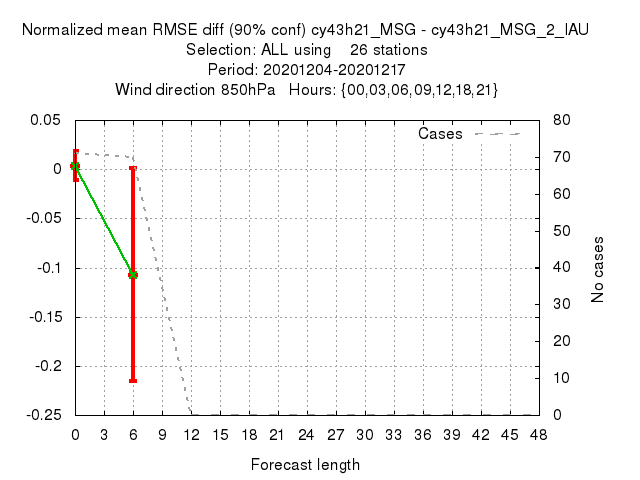 Normalized mean RMSE diff (90% conf) cy43h21_MSG - cy43h21_MSG_2_IAU
Selection: ALL using 26 stations
Period: 20201204-20201217
Wind direction 850hPa Hours: {00,03,06,09,12,18,21}
0.05
0
-0.05
-0.1
-0.15
-0.2
-0.25
Cases
80
70
60
50
40
30
20
10
0
No cases
0 3 6 9 12 15 18 21 24 27 30 33 36 39 42 45 48
Forecast length